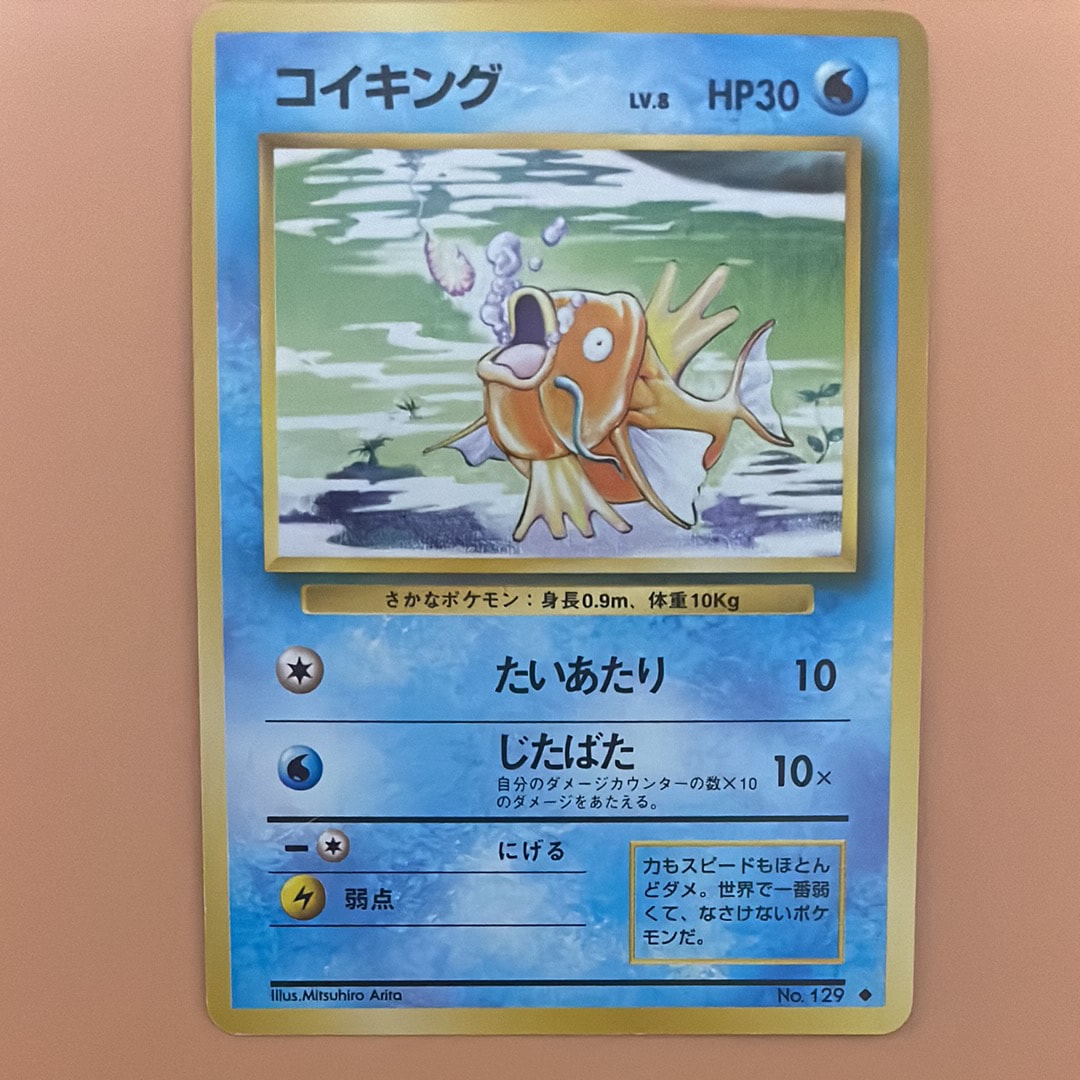 コイキング LV.8 HP30
さかなポケモン：身長0.9m、体重10Kg
たいあたり 10
じたばた 10×
自分のダメージカウンターの数×10
のダメージをあたえる。
ー にげる
弱点
力もスピードもほとん
どダメ。世界で一番弱
くて、なさけないポケ
モンだ。
Illus.Mitsuhiro Arita No. 129